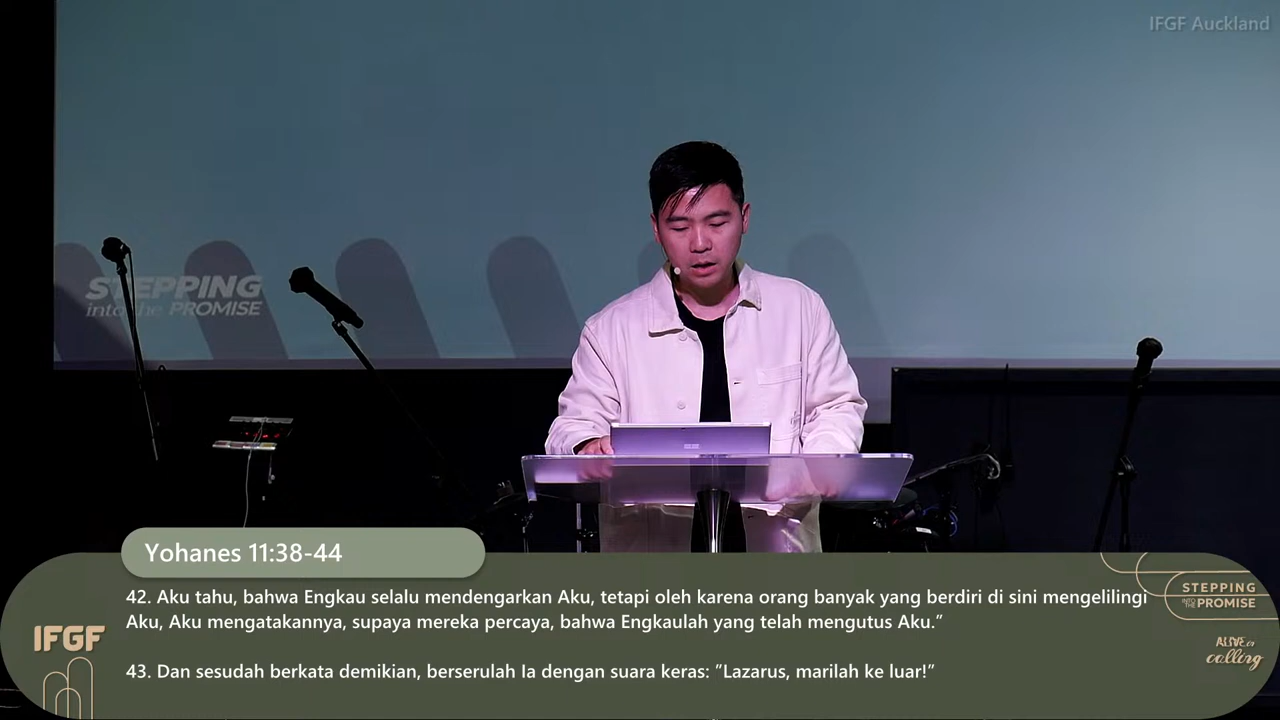 IFGF Auckland
STEPPING
into the PROMISE
Yohanes 11:38-44
42. Aku tahu, bahwa Engkau selalu mendengarkan Aku, tetapi oleh karena orang banyak yang berdiri di sini mengelilingi
Aku, Aku mengatakannya, supaya mereka percaya, bahwa Engkaulah yang telah mengutus Aku.”
43. Dan sesudah berkata demikian, berserulah Ia dengan suara keras: ”Lazarus, marilah ke luar!”
IFGF
STEPPING
INTO THE PROMISE
ALIVE in
calling